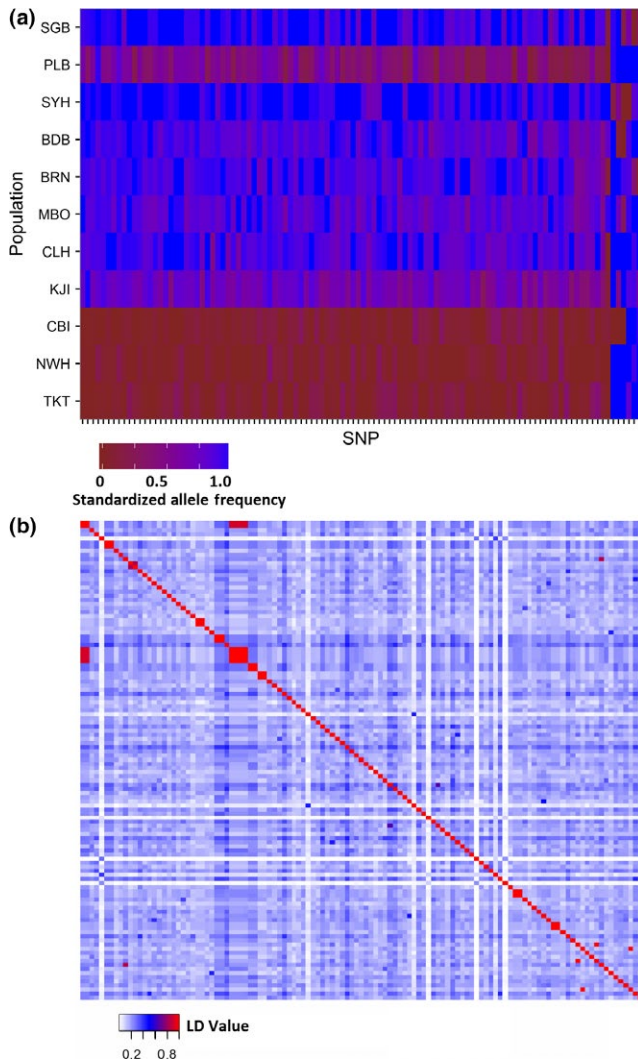 (a)
SGB
PLB
SYH
BDB
BRN
MBO
CLH
KJI
CBI
NWH
TKT
Population
SNP
0 0.5 1.0
Standardized allele frequency
(b)
LD Value
0.2 0.8